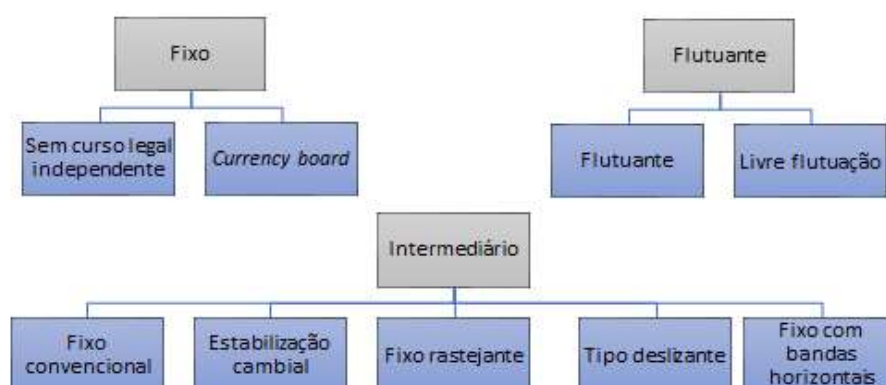 Fixo
Flutuante
Sem curso legal
independente
Currency board
Flutuante
Livre flutuação
Intermediário
Fixo
convencional
Estabilização
cambial
Fixo rastejante
Tipo deslizante
Fixo com
bandas
horizontais